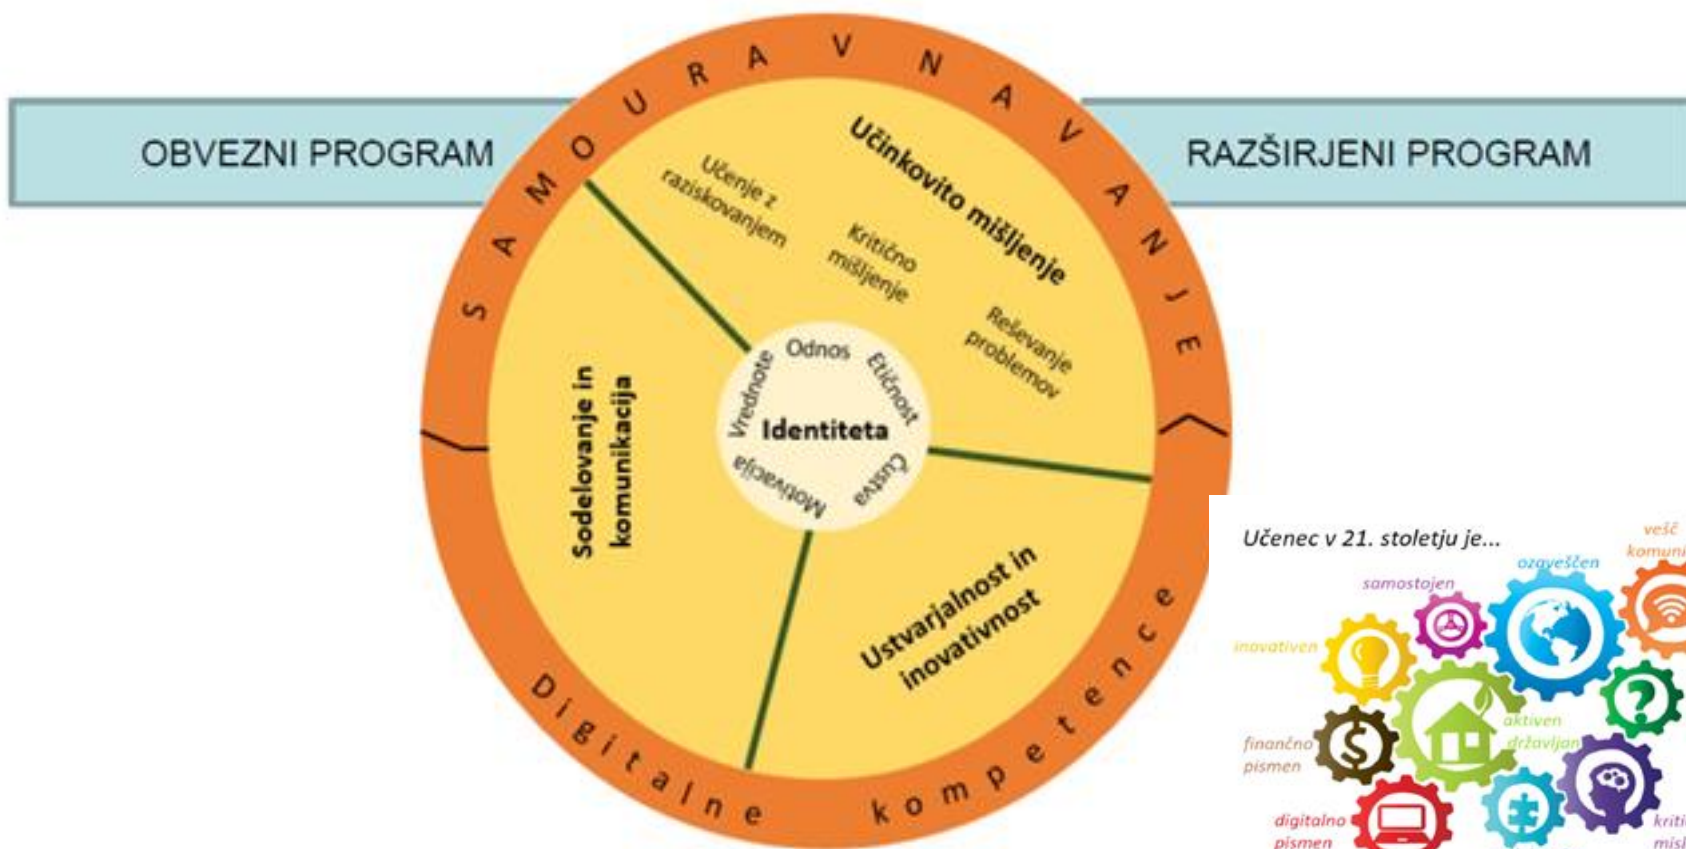 OBVEZNI PROGRAM
RAZŠIRJENI PROGRAM
SAMOURAVNAVANJE
Učinkovito mišljenje
Učenje z
raziskovanjem
Kritično
mišljenje
Reševanje
problemov
Sodelovanje in
komunikacija
Odnos
Etičnost
Vrednote
Identiteta
Čustva
Motivacija
Ustvarjalnost in
inovativnost
Digitalne kompetence
Učenec v 21. stoletju je...
vešč
ozaveščen
samostojen
inovativen
aktiven
državljan
finančno
pismen
digitalno
pismen